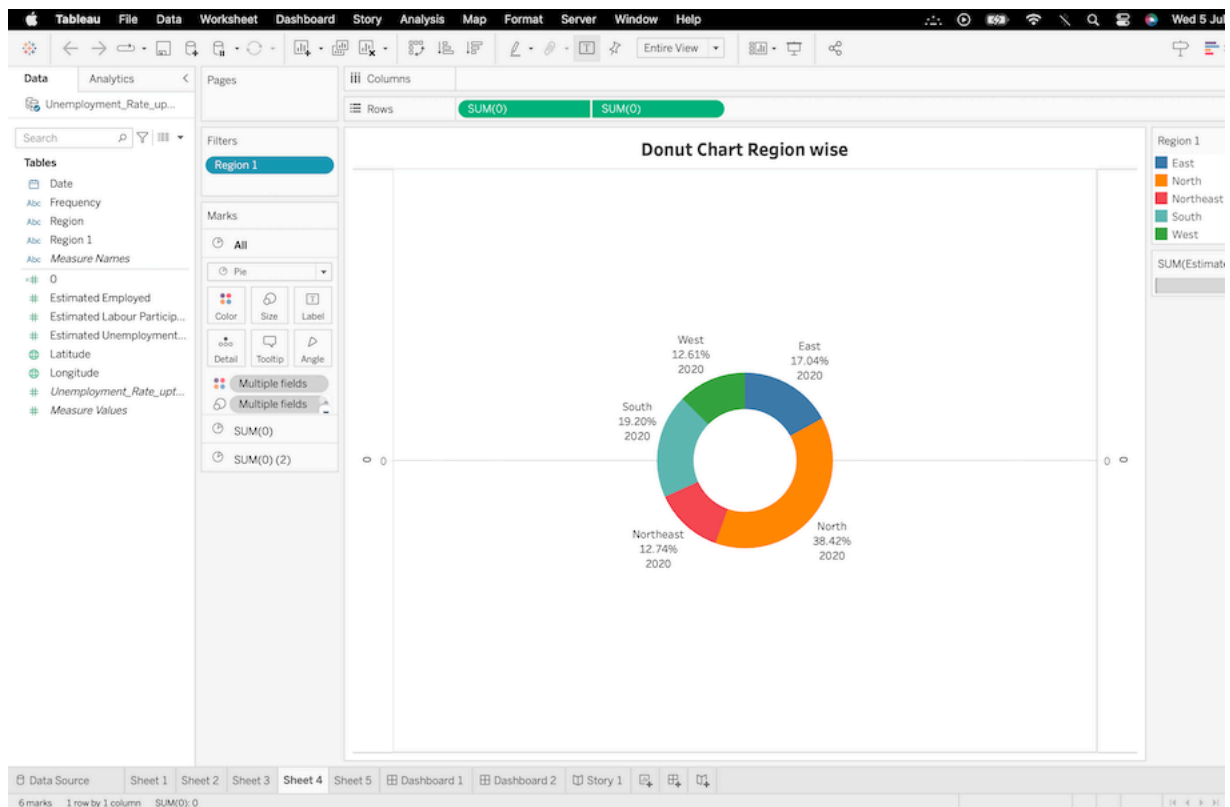 Tableau File Data Worksheet Dashboard Story Analysis Map Format Server Window Help Wed 5 Jul
Entire View
Data Analytics
Unemployment_Rate_up...
Search
Tables
Date
Abc Frequency
Abc Region
Abc Region 1
Abc Measure Names
# 0
# Estimated Employed
# Estimated Labour Particip...
# Estimated Unemployment...
Latitude
Longitude
# Unemployment_Rate_upt...
# Measure Values
Pages
Filters
Region 1
Marks
All
Pie
Color Size Label
Detail Tooltip Angle
Multiple fields
Multiple fields
SUM(0)
SUM(0) (2)
Columns
Rows SUM(0) SUM(0)
Donut Chart Region wise
West
12.61%
2020
East
17.04%
2020
South
19.20%
2020
0 0 0 0
Northeast
12.74%
2020
North
38.42%
2020
Region 1
East
North
Northeast
South
West
SUM(Estimate
Data Source Sheet 1 Sheet 2 Sheet 3 Sheet 4 Sheet 5 Dashboard 1 Dashboard 2 Story 1
6 marks 1 row by 1 column SUM(0): 0